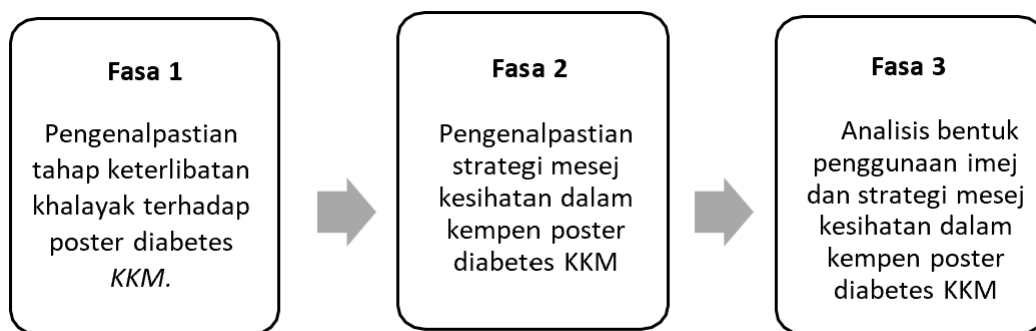 Fasa 1
Pengenalpastian
tahap keterlibatan
khalayak terhadap
poster diabetes
KKM.
Fasa 2
Pengenalpastian
strategi mesej
kesihatan dalam
kempen poster
diabetes KKM
Fasa 3
Analisis bentuk
penggunaan imej
dan strategi mesej
kesihatan dalam
kempen poster
diabetes KKM